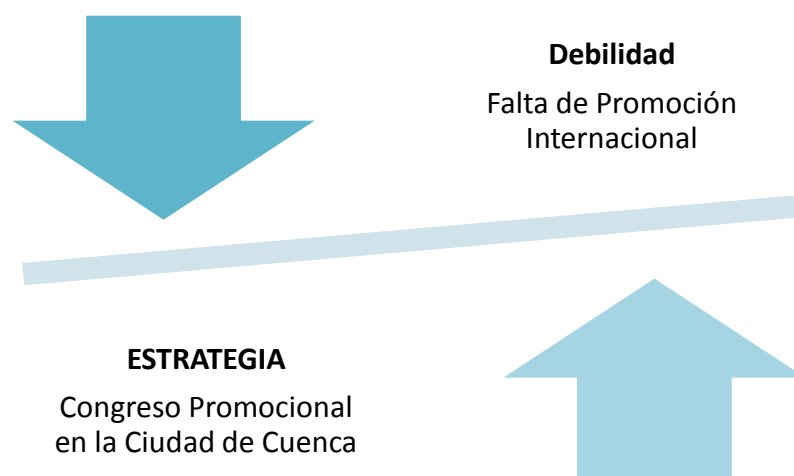 Debilidad
Falta de Promoción
Internacional
ESTRATEGIA
Congreso Promocional
en la Ciudad de Cuenca